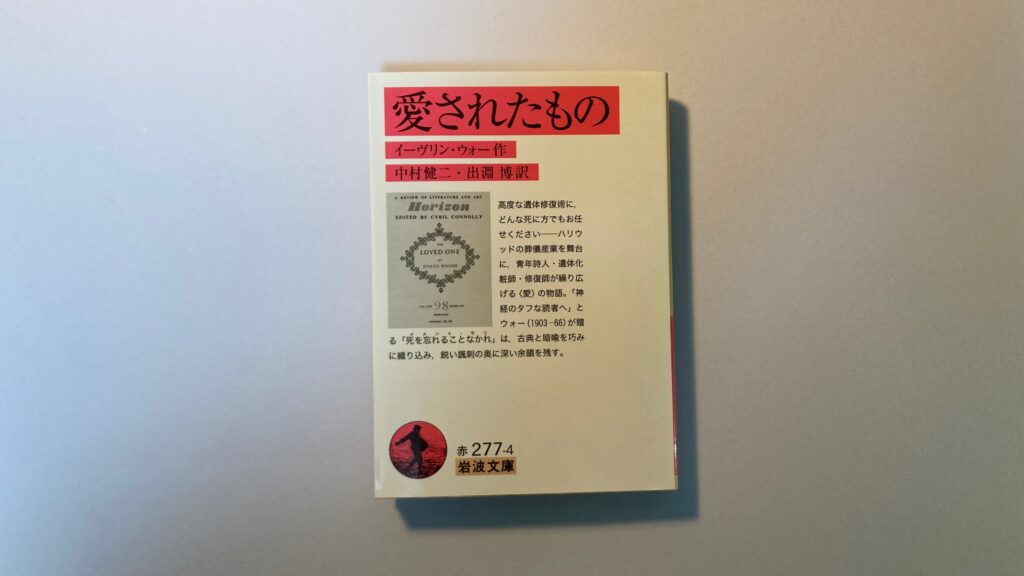 愛されたもの
イーヴリン・ウォー作
中村健二・出淵 博訳
A REVIEW OF LITERATURE AND ART
Horizon
EDITED BY CYRIL CONNOLLY
THE
LOVED ONE
BY
EVELYN WAUGH
98
高度な遺体修復術に,
どんな死に方でもお任
せください――ハリウ
ッドの葬儀産業を舞台
に,青年詩人・遺体化
粧師・修復師が繰り広
げる〈愛〉の物語。「神
経のタフな読者へ」と
ウォー(1903-66)が贈
メメント・モリ
る「死を忘れることなかれ」は,古典と暗喩を巧み
に織り込み,鋭い諷刺の奥に深い余韻を残す。
赤 277-4
岩波文庫